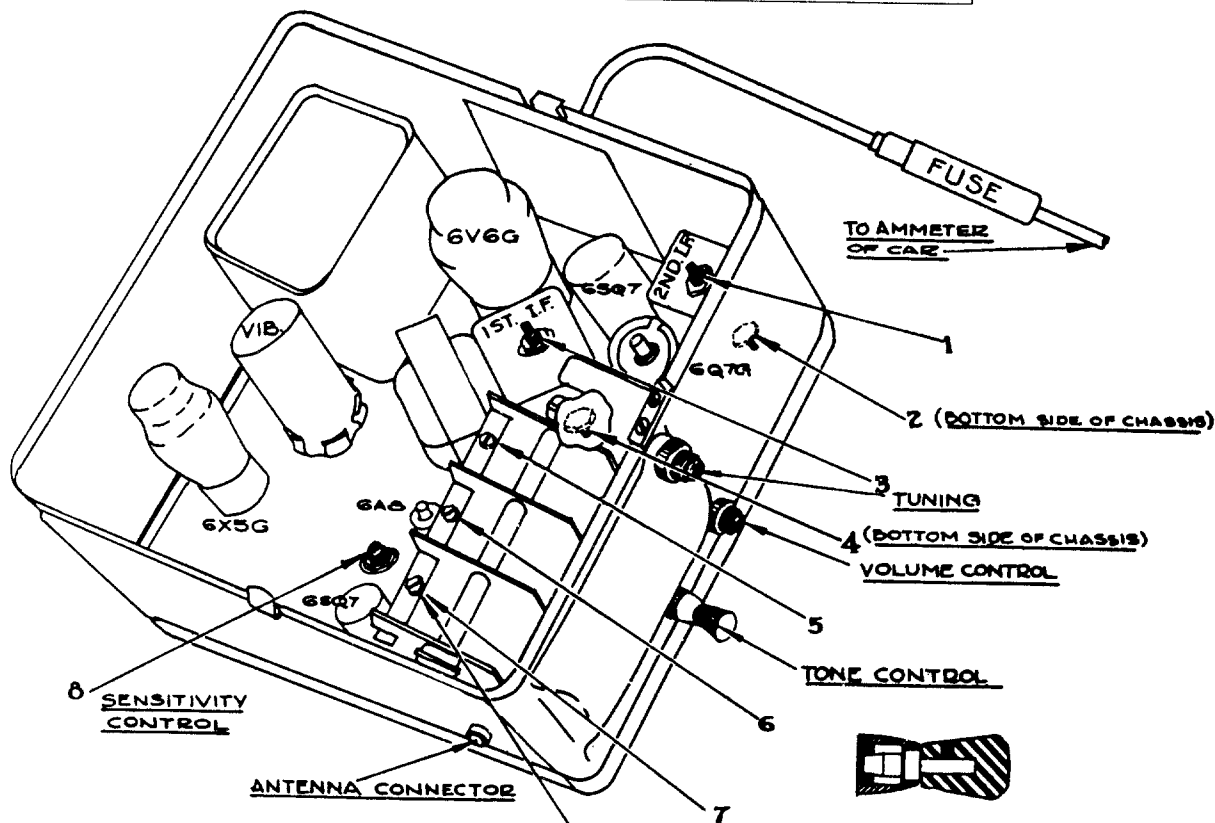 FUSE
TO AMMETER
OF CAR
6V6G
6SQ7
2ND. I.F.
1ST. I.F.
VIB.
1
6Q7G
2 (BOTTOM SIDE OF CHASSIS)
3
TUNING
6X5G
6A8
4 (BOTTOM SIDE OF CHASSIS)
VOLUME CONTROL
6SQ7
5
TONE CONTROL
8 SENSITIVITY
CONTROL
6
ANTENNA CONNECTOR
7